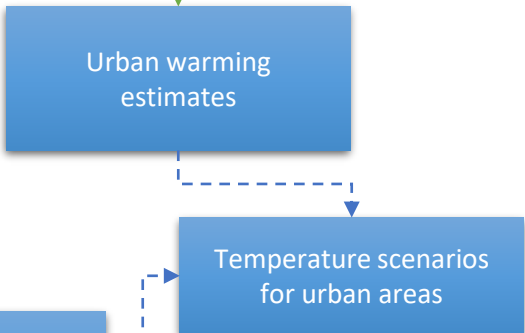 Urban warming
estimates
Temperature scenarios
for urban areas